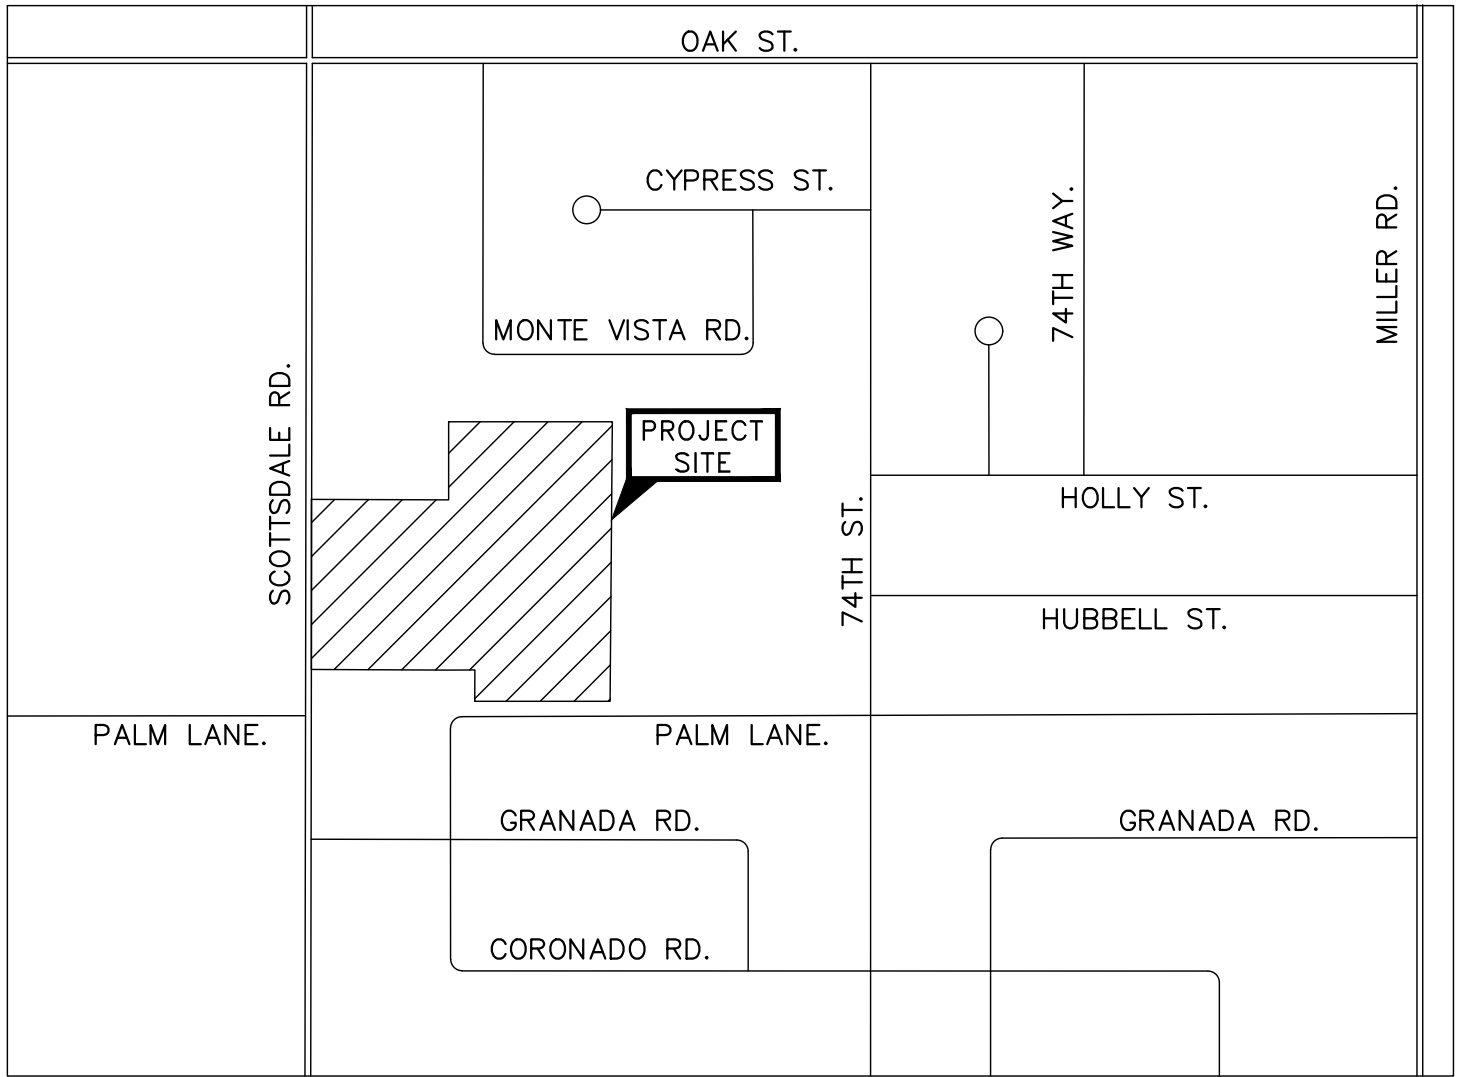 OAK ST.
CYPRESS ST.
74TH WAY.
MILLER RD.
MONTE VISTA RD.
SCOTTSDALE RD.
PROJECT
SITE
HOLLY ST.
74TH ST.
HUBBELL ST.
PALM LANE.
PALM LANE.
GRANADA RD.
GRANADA RD.
CORONADO RD.